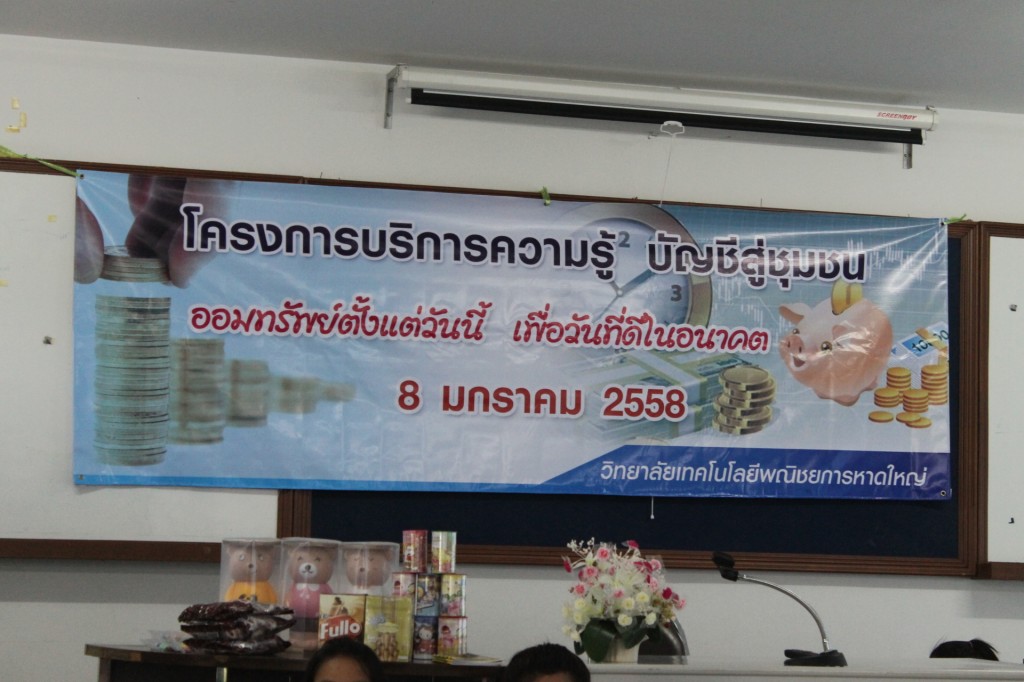 SCREENBOY
โครงการบริการความรู้ บัญชีสู่ชุมชน
2
3
ออมทรัพย์ตั้งแต่วันนี้ เพื่อวันที่ดีในอนาคต
8 มกราคม 2558
วิทยาลัยเทคโนโลยีพณิชยการหาดใหญ่
Fullo